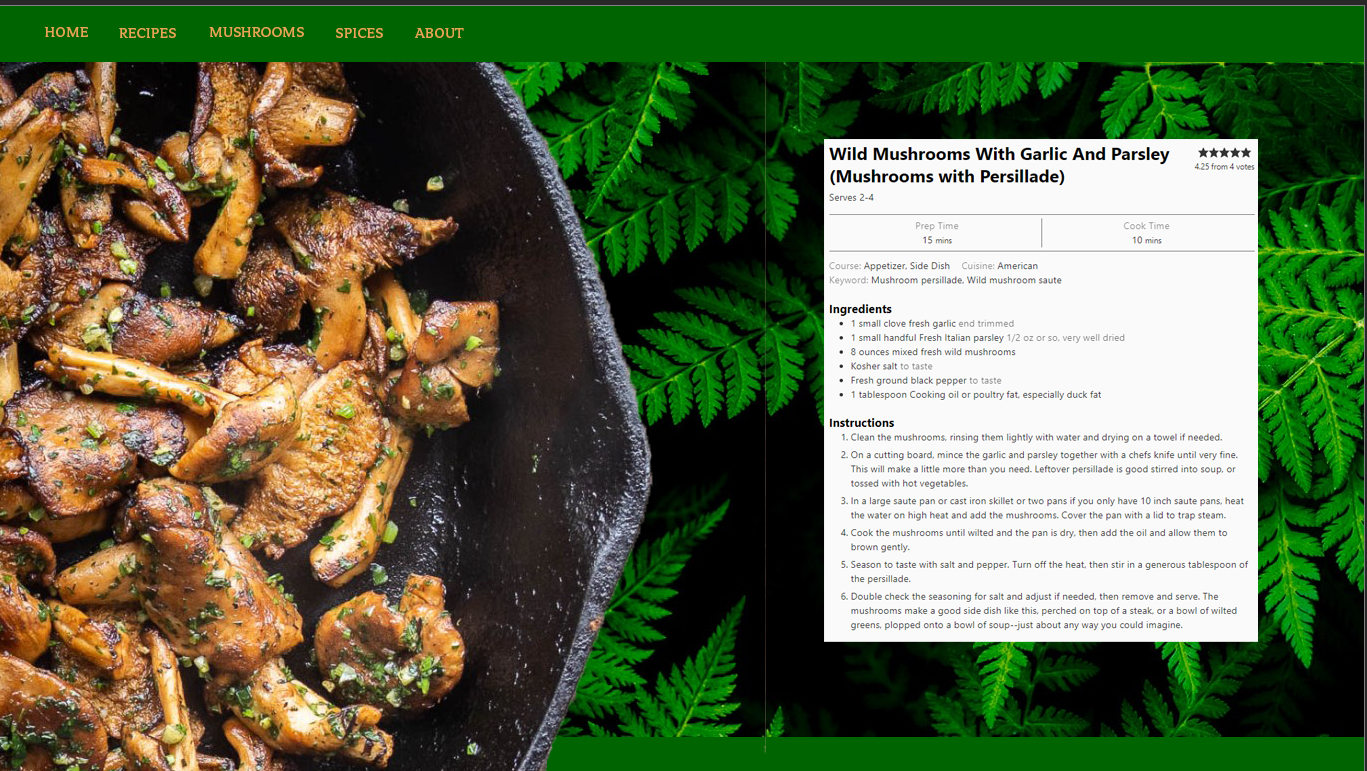 HOME RECIPES MUSHROOMS SPICES ABOUT
Wild Mushrooms With Garlic And Parsley
(Mushrooms with Persillade)
★★★★★
4.25 from 4 votes
Serves 2-4
Prep Time
15 mins
Cook Time
10 mins
Course: Appetizer, Side Dish Cuisine: American
Keyword: Mushroom persillade, Wild mushroom saute
Ingredients
• 1 small clove fresh garlic end trimmed
• 1 small handful Fresh Italian parsley 1/2 oz or so, very well dried
• 8 ounces mixed fresh wild mushrooms
• Kosher salt to taste
• Fresh ground black pepper to taste
• 1 tablespoon Cooking oil or poultry fat, especially duck fat
Instructions
1. Clean the mushrooms, rinsing them lightly with water and drying on a towel if needed.
2. On a cutting board, mince the garlic and parsley together with a chefs knife until very fine.
This will make a little more than you need. Leftover persillade is good stirred into soup, or
tossed with hot vegetables.
3. In a large saute pan or cast iron skillet or two pans if you only have 10 inch saute pans, heat
the water on high heat and add the mushrooms. Cover the pan with a lid to trap steam.
4. Cook the mushrooms until wilted and the pan is dry, then add the oil and allow them to
brown gently.
5. Season to taste with salt and pepper. Turn off the heat, then stir in a generous tablespoon of
the persillade.
6. Double check the seasoning for salt and adjust if needed, then remove and serve. The
mushrooms make a good side dish like this, perched on top of a steak, or a bowl of wilted
greens, plopped onto a bowl of soup--just about any way you could imagine.